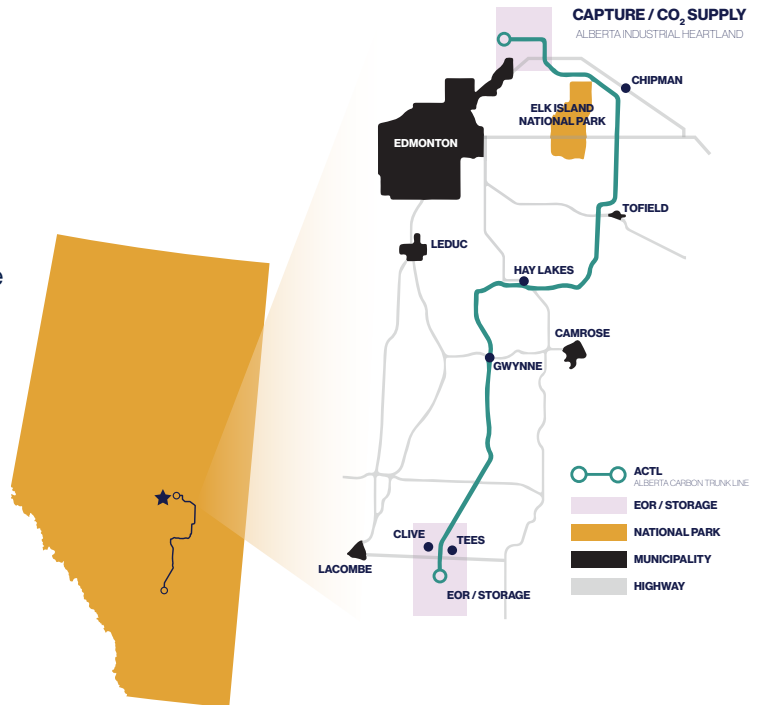 CAPTURE / CO2 SUPPLY
ALBERTA INDUSTRIAL HEARTLAND
CHIPMAN
ELK ISLAND
NATIONAL PARK
EDMONTON
TOFIELD
LEDUC
e
HAY LAKES
CAMROSE
GWYNNE
ACTL
ALBERTA CARBON TRUNK LINE
EOR / STORAGE
NATIONAL PARK
CLIVE
TEES
MUNICIPALITY
LACOMBE
HIGHWAY
EOR / STORAGE